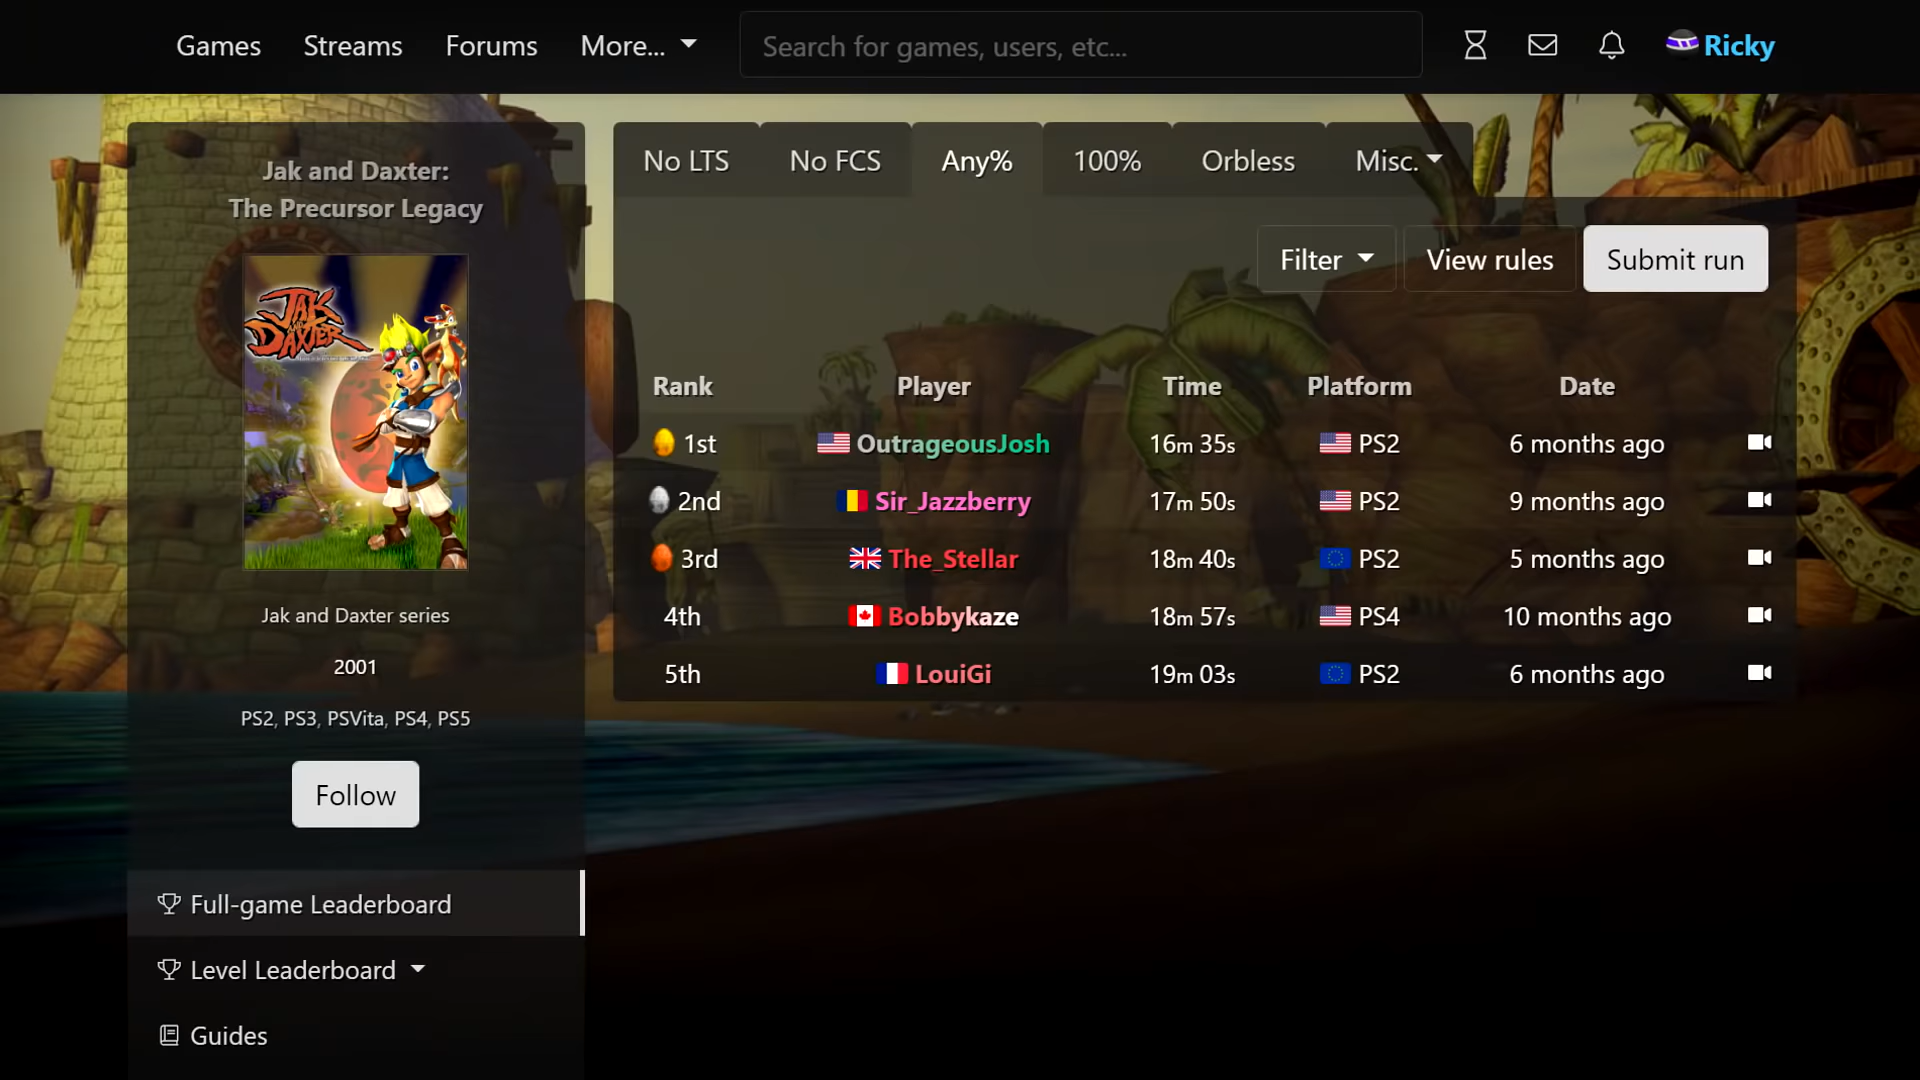 Games Streams Forums More... Search for games, users, etc... Ricky
Jak and Daxter:
The Precursor Legacy
JAK AND DAXTER
Jak and Daxter series
2001
PS2, PS3, PSVita, PS4, PS5
Follow
Full-game Leaderboard
Level Leaderboard
Guides
No LTS No FCS Any% 100% Orbless Misc.
Filter View rules Submit run
Rank Player Time Platform Date
1st OutrageousJosh 16m 35s PS2 6 months ago
2nd Sir_Jazzberry 17m 50s PS2 9 months ago
3rd The_Stellar 18m 40s PS2 5 months ago
4th Bobbykaze 18m 57s PS4 10 months ago
5th LouiGi 19m 03s PS2 6 months ago